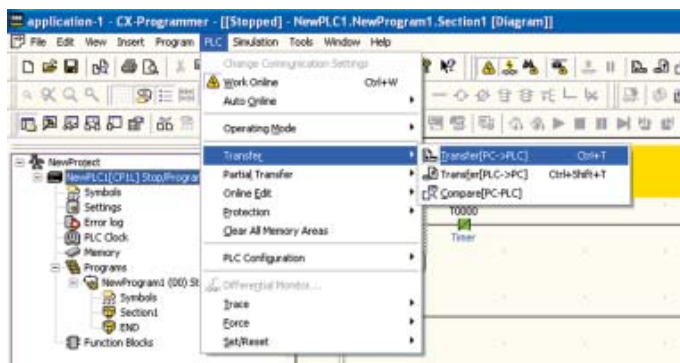 application-1 - CX-Programmer - [[Stopped] - NewPLC1.NewProgram1.Section1 [Diagram]]
File Edit View Insert Program PLC Simulation Tools Window Help
Change Communication Settings
Work Online Ctrl+W
Auto Online
Operating Mode
Transfer
Transfer[PC->PLC] Ctrl+T
Partial Transfer
Transfer[PLC->PC] Ctrl+Shift+T
Online Edit
Compare[PC-PLC]
Protection
Clear All Memory Areas
PLC Configuration
Differential Monitor...
Trace
Force
Set/Reset
NewProject
NewPLC1[CP1L] Stop/Program
Symbols
Settings
Error log
PLC Clock
Memory
Programs
NewProgram1 (00) St
Symbols
Section1
END
Function Blocks
T0000
Timer